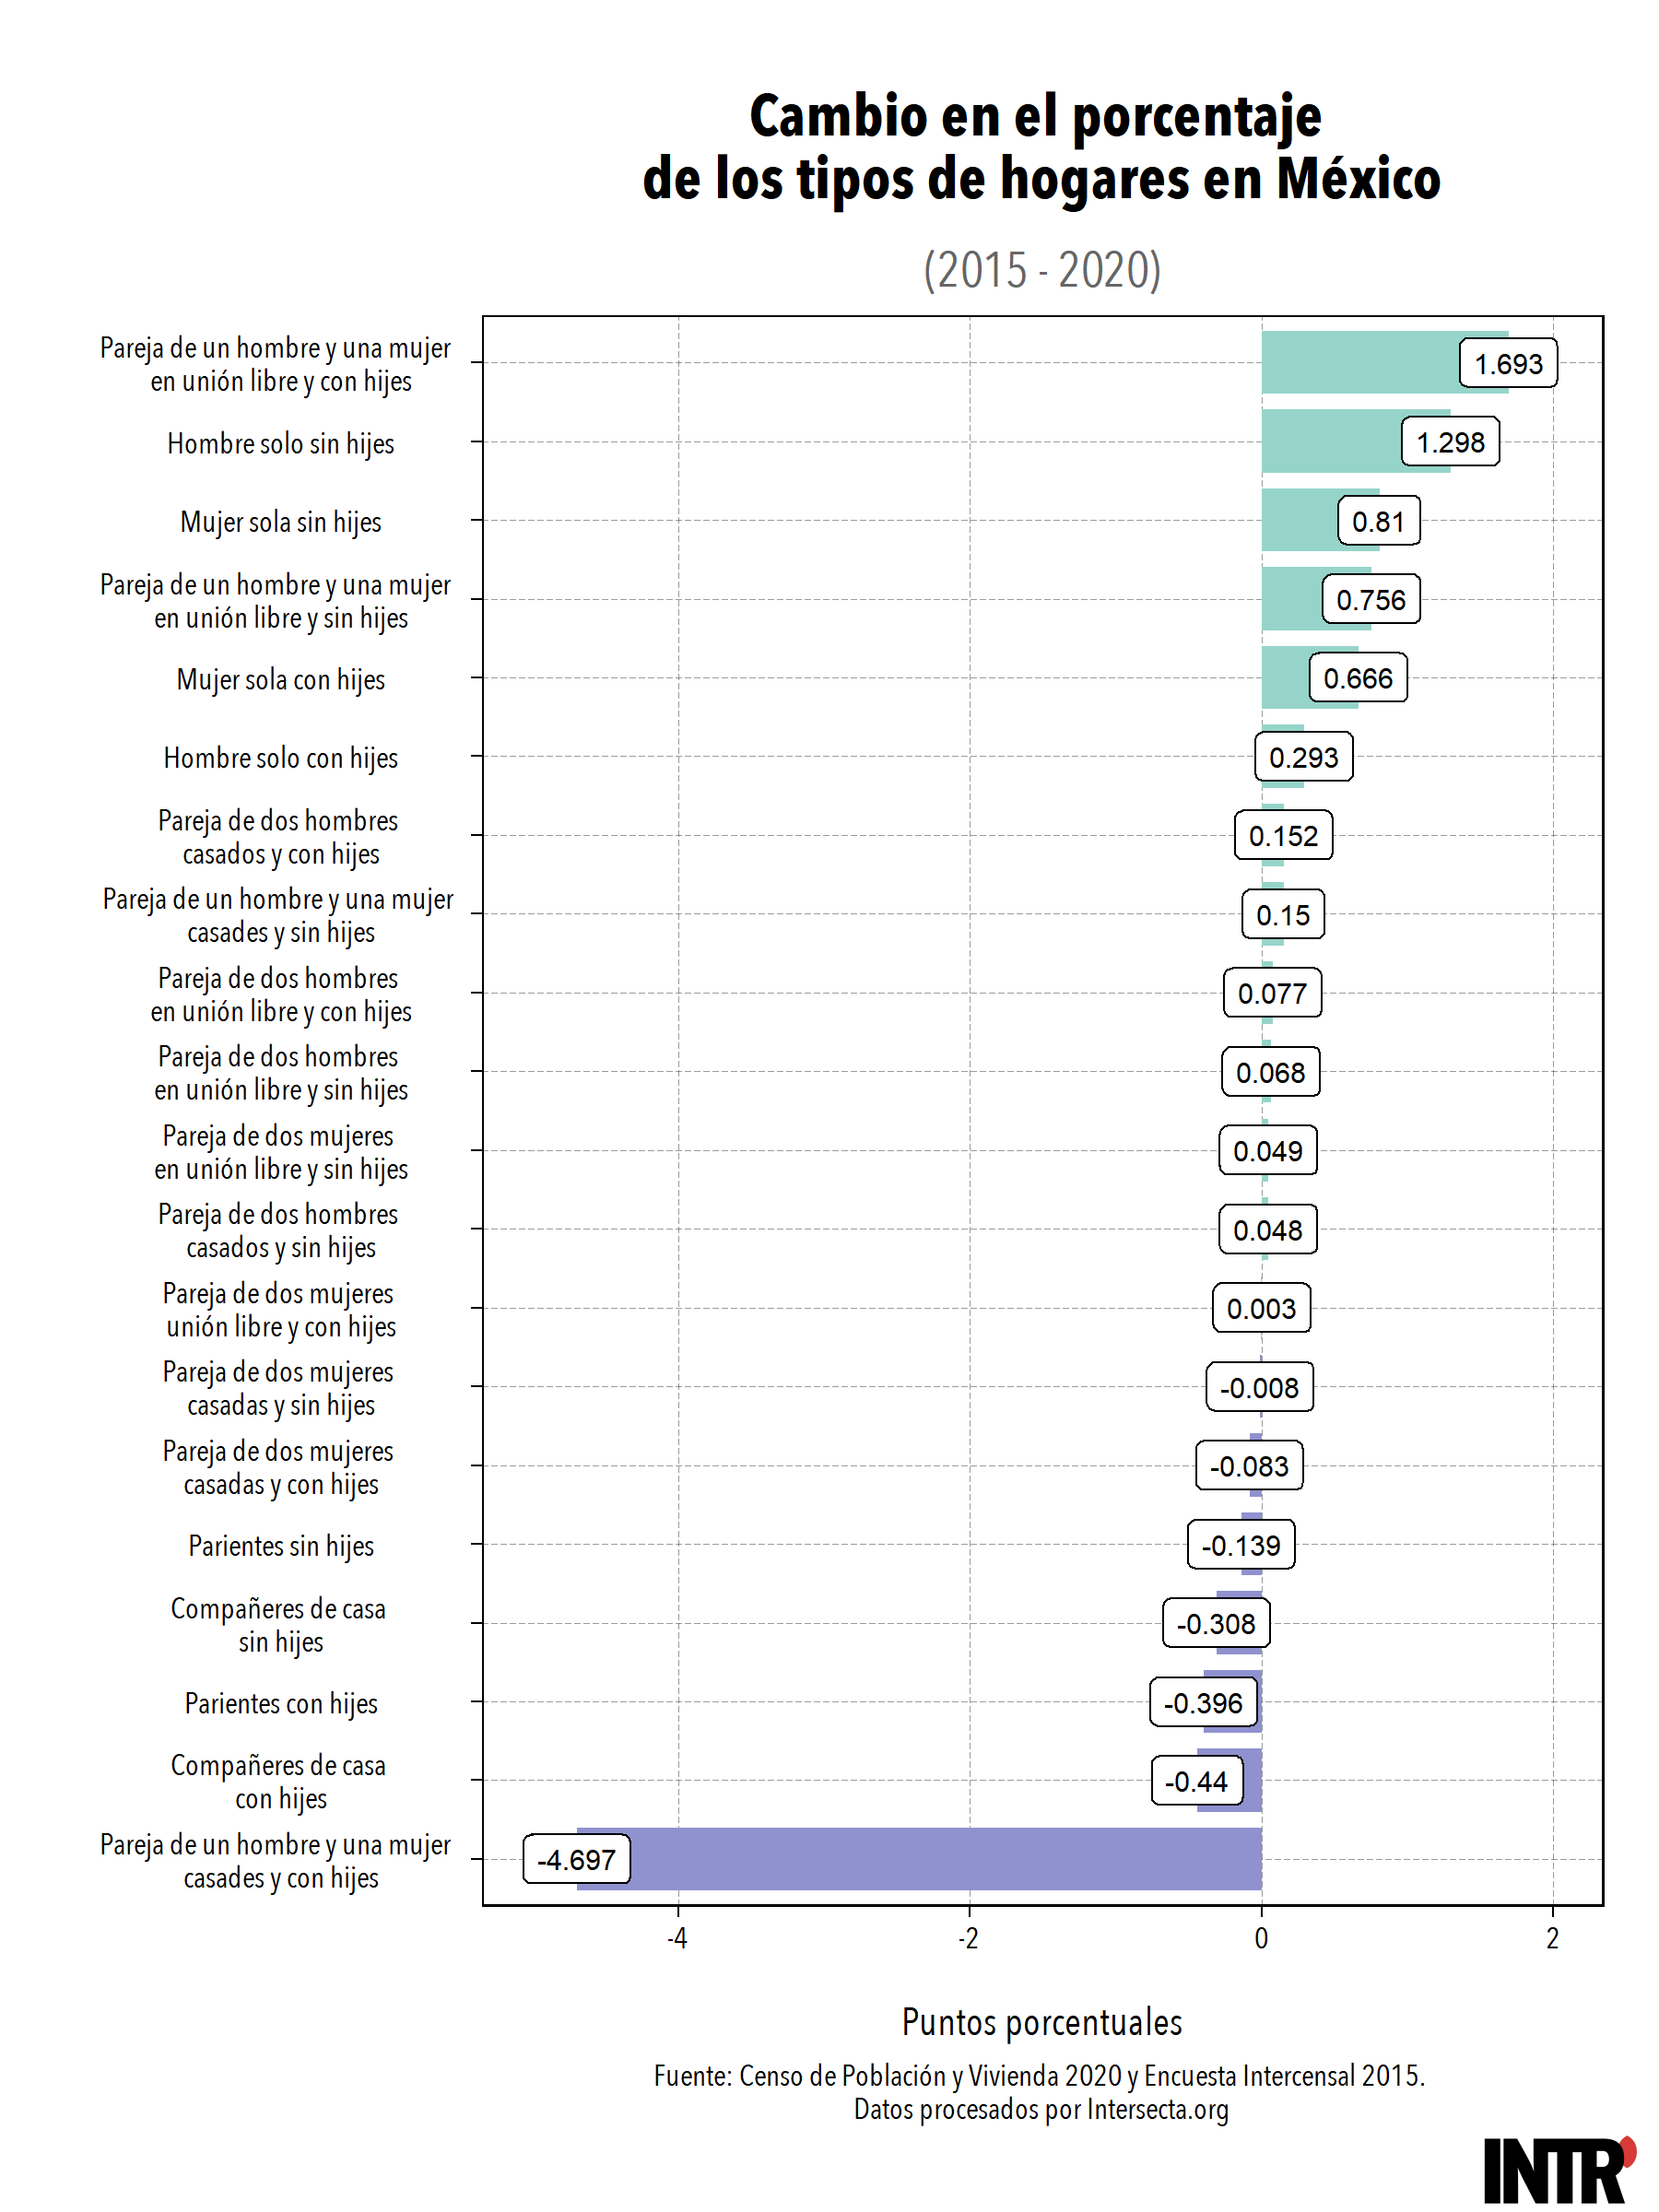 Cambio en el porcentaje
de los tipos de hogares en México
(2015 - 2020)
Pareja de un hombre y una mujer
en unión libre y con hijes
1.693
Hombre solo sin hijes
1.298
Mujer sola sin hijes
0.81
Pareja de un hombre y una mujer
en unión libre y sin hijes
0.756
Mujer sola con hijes
0.666
Hombre solo con hijes
0.293
Pareja de dos hombres
casados y con hijes
0.152
Pareja de un hombre y una mujer
casades y sin hijes
0.15
Pareja de dos hombres
en unión libre y con hijes
0.077
Pareja de dos hombres
en unión libre y sin hijes
0.068
Pareja de dos mujeres
en unión libre y sin hijes
0.049
Pareja de dos hombres
casados y sin hijes
0.048
Pareja de dos mujeres
unión libre y con hijes
0.003
Pareja de dos mujeres
casadas y sin hijes
-0.008
Pareja de dos mujeres
casadas y con hijes
-0.083
Parientes sin hijes
-0.139
Compañeres de casa
sin hijes
-0.308
Parientes con hijes
-0.396
Compañeres de casa
con hijes
-0.44
Pareja de un hombre y una mujer
casades y con hijes
-4.697
-4 -2 0 2
Puntos porcentuales
Fuente: Censo de Población y Vivienda 2020 y Encuesta Intercensal 2015.
Datos procesados por Intersecta.org
INTR